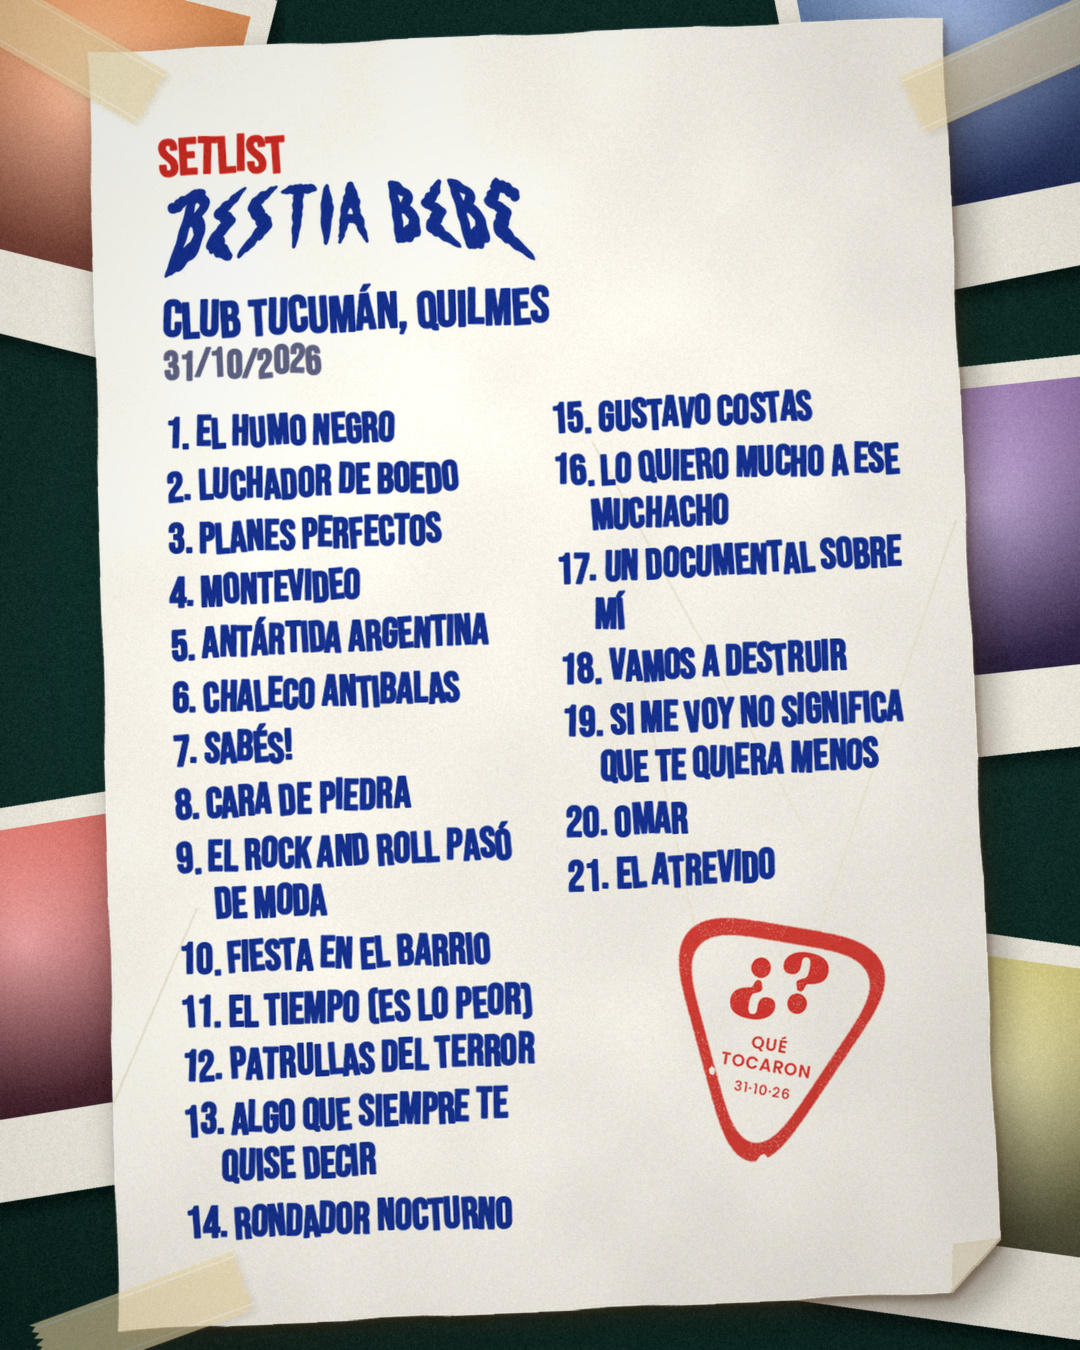 SETLIST
BESTIA BEBÉ
CLUB TUCUMÁN, QUILMES
31/10/2026
1. EL HUMO NEGRO
2. LUCHADOR DE BOEDO
3. PLANES PERFECTOS
4. MONTEVIDEO
5. ANTÁRTIDA ARGENTINA
6. CHALECO ANTIBALAS
7. SABÉS!
8. CARA DE PIEDRA
9. EL ROCK AND ROLL PASÓ
DE MODA
10. FIESTA EN EL BARRIO
11. EL TIEMPO (ES LO PEOR)
12. PATRULLAS DEL TERROR
13. ALGO QUE SIEMPRE TE
QUISE DECIR
14. RONDADOR NOCTURNO
15. GUSTAVO COSTAS
16. LO QUIERO MUCHO A ESE
MUCHACHO
17. UN DOCUMENTAL SOBRE
MÍ
18. VAMOS A DESTRUIR
19. SI ME VOY NO SIGNIFICA
QUE TE QUIERA MENOS
20. OMAR
21. EL ATREVIDO
¿?
QUÉ
TOCARON
31·10·26